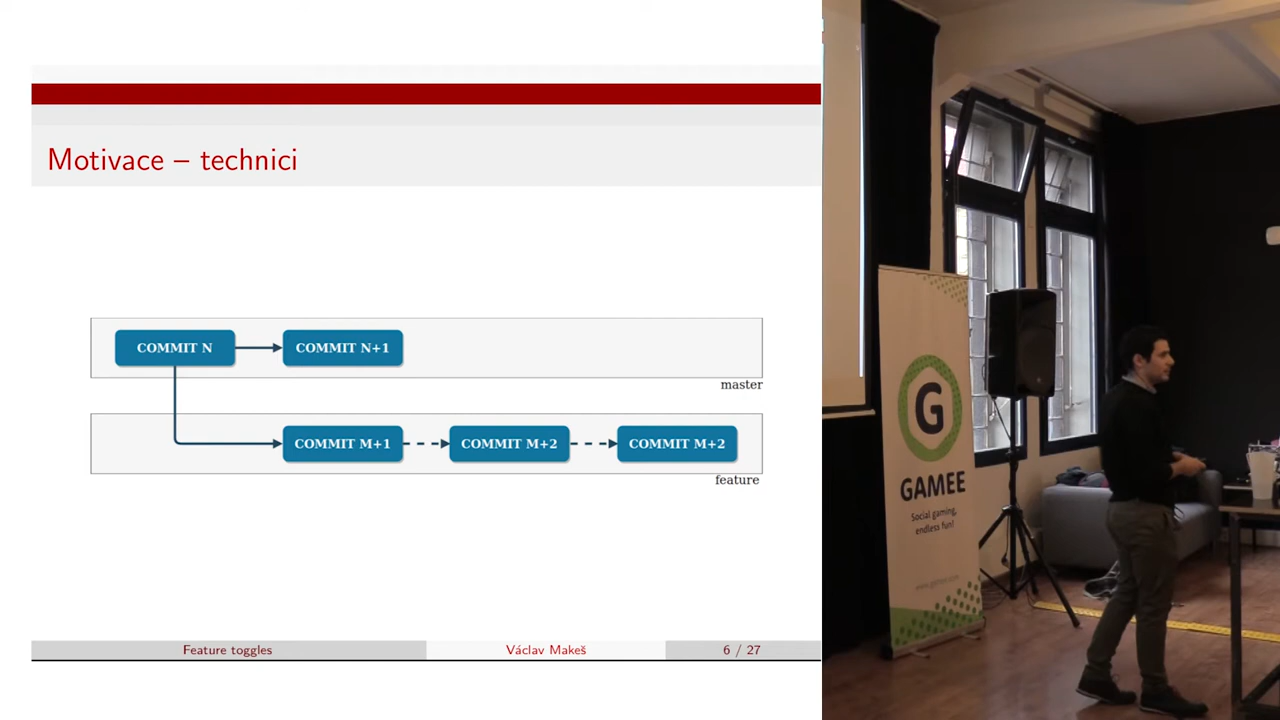 Motivace – technici
COMMIT N
COMMIT N+1
master
COMMIT M+1
COMMIT M+2
COMMIT M+2
feature
Feature toggles
Václav Makeš
6 / 27
G
GAMEE
Social gaming,
endless fun!